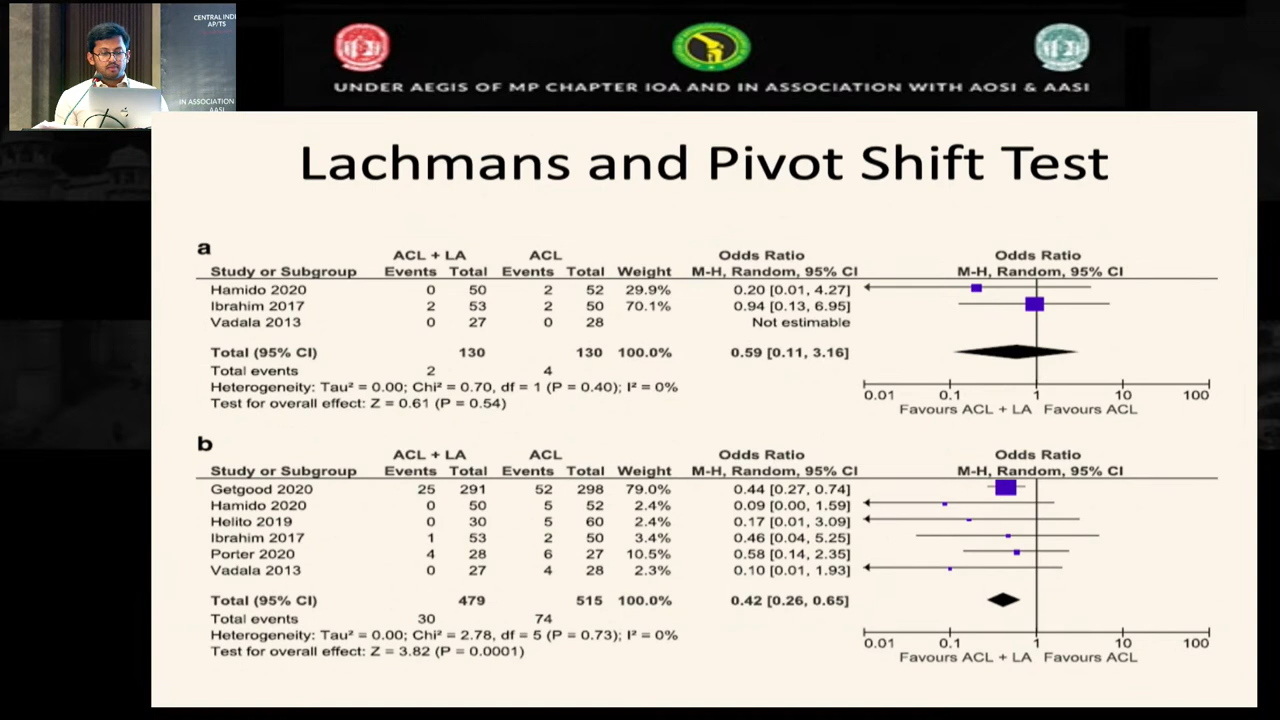 CENTRAL INDI
AP/TS
IN ASSOCIATION
AASI
UNDER AEGIS OF MP CHAPTER IOA AND IN ASSOCIATION WITH AOSI & AASI
Lachmans and Pivot Shift Test
a
ACL + LA ACL Odds Ratio Odds Ratio
Study or Subgroup Events Total Events Total Weight M-H, Random, 95% CI M-H, Random, 95% CI
Hamido 2020 0 50 2 52 29.9% 0.20 [0.01, 4.27]
Ibrahim 2017 2 53 2 50 70.1% 0.94 [0.13, 6.95]
Vadala 2013 0 27 0 28 Not estimable
Total (95% CI) 130 130 100.0% 0.59 [0.11, 3.16]
Total events 2 4
Heterogeneity: Tau² = 0.00; Chi² = 0.70, df = 1 (P = 0.40); I² = 0%
Test for overall effect: Z = 0.61 (P = 0.54)
0.01 0.1 1 10 100
Favours ACL + LA Favours ACL
b
ACL + LA ACL Odds Ratio Odds Ratio
Study or Subgroup Events Total Events Total Weight M-H, Random, 95% CI M-H, Random, 95% CI
Getgood 2020 25 291 52 298 79.0% 0.44 [0.27, 0.74]
Hamido 2020 0 50 5 52 2.4% 0.09 [0.00, 1.59]
Helito 2019 0 30 5 60 2.4% 0.17 [0.01, 3.09]
Ibrahim 2017 1 53 2 50 3.4% 0.46 [0.04, 5.25]
Porter 2020 4 28 6 27 10.5% 0.58 [0.14, 2.35]
Vadala 2013 0 27 4 28 2.3% 0.10 [0.01, 1.93]
Total (95% CI) 479 515 100.0% 0.42 [0.26, 0.65]
Total events 30 74
Heterogeneity: Tau² = 0.00; Chi² = 2.78, df = 5 (P = 0.73); I² = 0%
Test for overall effect: Z = 3.82 (P = 0.0001)
0.01 0.1 1 10 100
Favours ACL + LA Favours ACL